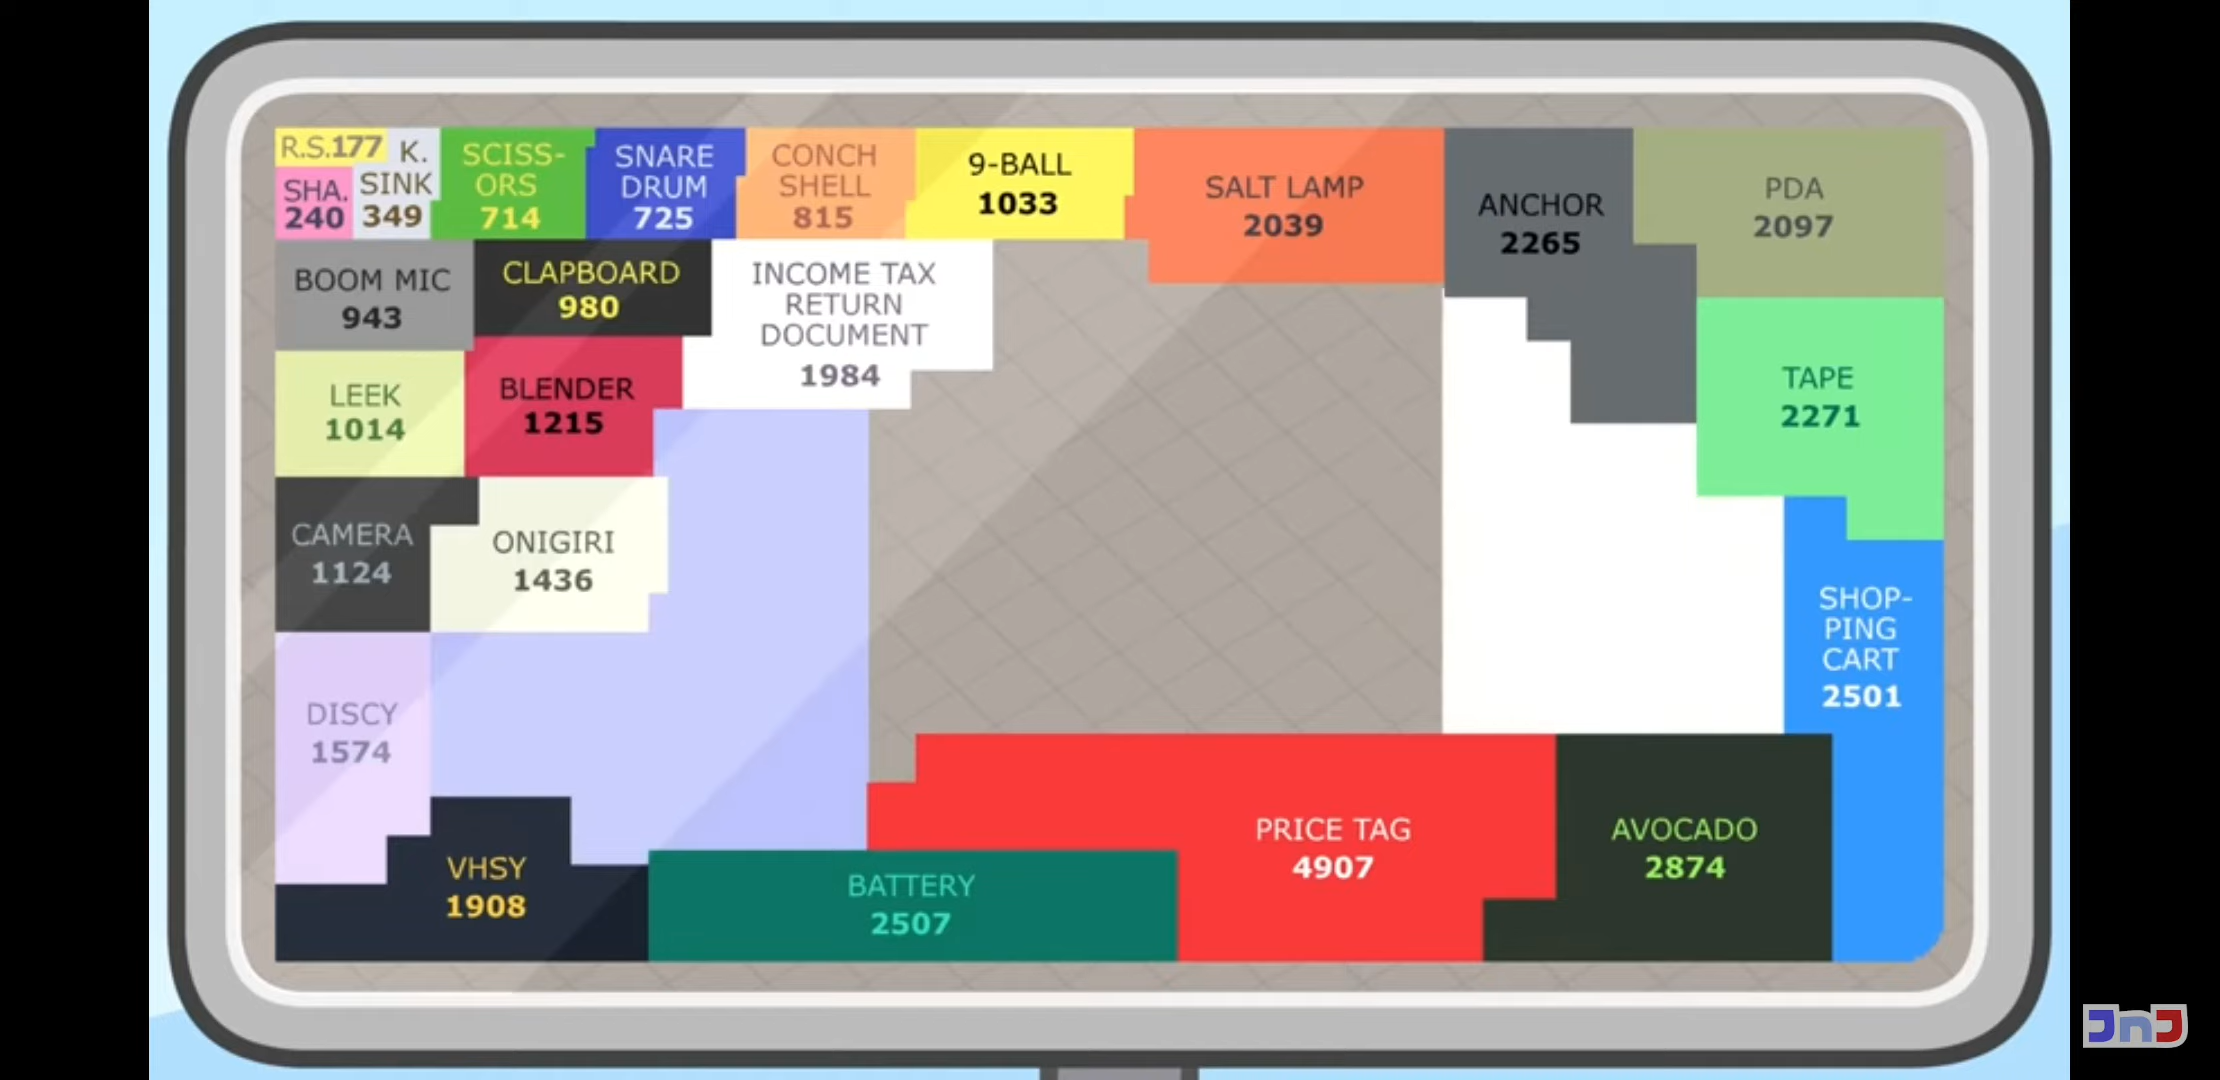 R.S.177
K.
SINK
349
SHA.
240
SCISS-
ORS
714
SNARE
DRUM
725
CONCH
SHELL
815
9-BALL
1033
SALT LAMP
2039
ANCHOR
2265
PDA
2097
BOOM MIC
943
CLAPBOARD
980
INCOME TAX
RETURN
DOCUMENT
1984
LEEK
1014
BLENDER
1215
TAPE
2271
CAMERA
1124
ONIGIRI
1436
SHOP-
PING
CART
2501
DISCY
1574
VHSY
1908
BATTERY
2507
PRICE TAG
4907
AVOCADO
2874
JnJ